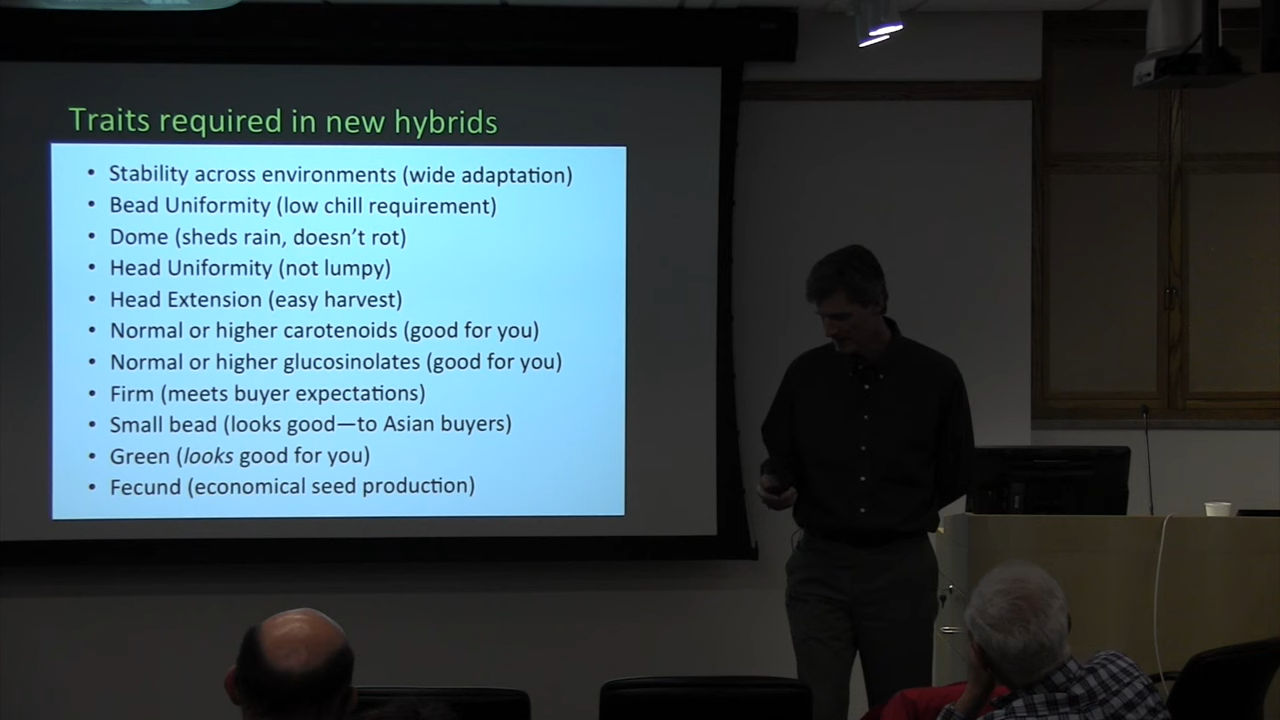 Traits required in new hybrids
• Stability across environments (wide adaptation)
• Bead Uniformity (low chill requirement)
• Dome (sheds rain, doesn’t rot)
• Head Uniformity (not lumpy)
• Head Extension (easy harvest)
• Normal or higher carotenoids (good for you)
• Normal or higher glucosinolates (good for you)
• Firm (meets buyer expectations)
• Small bead (looks good—to Asian buyers)
• Green (looks good for you)
• Fecund (economical seed production)